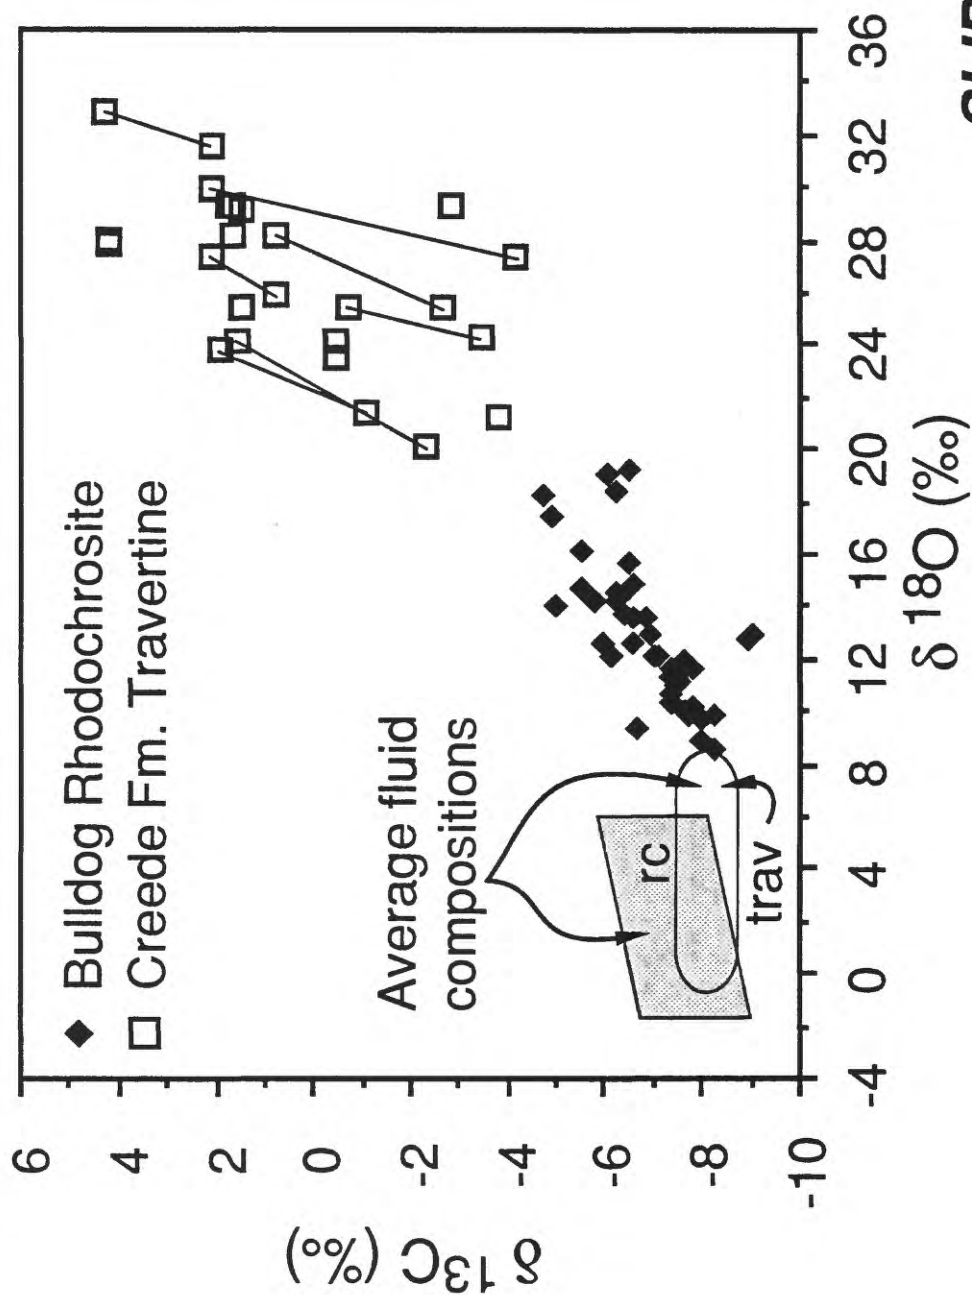 6
4
2
0
-2
-4
-6
-8
-10
δ 13C (‰)
◆ Bulldog Rhodochrosite
□ Creede Fm. Travertine
Average fluid
compositions
rc
trav
-4
0
4
8
12
16
20
24
28
32
36
δ 18O (‰)